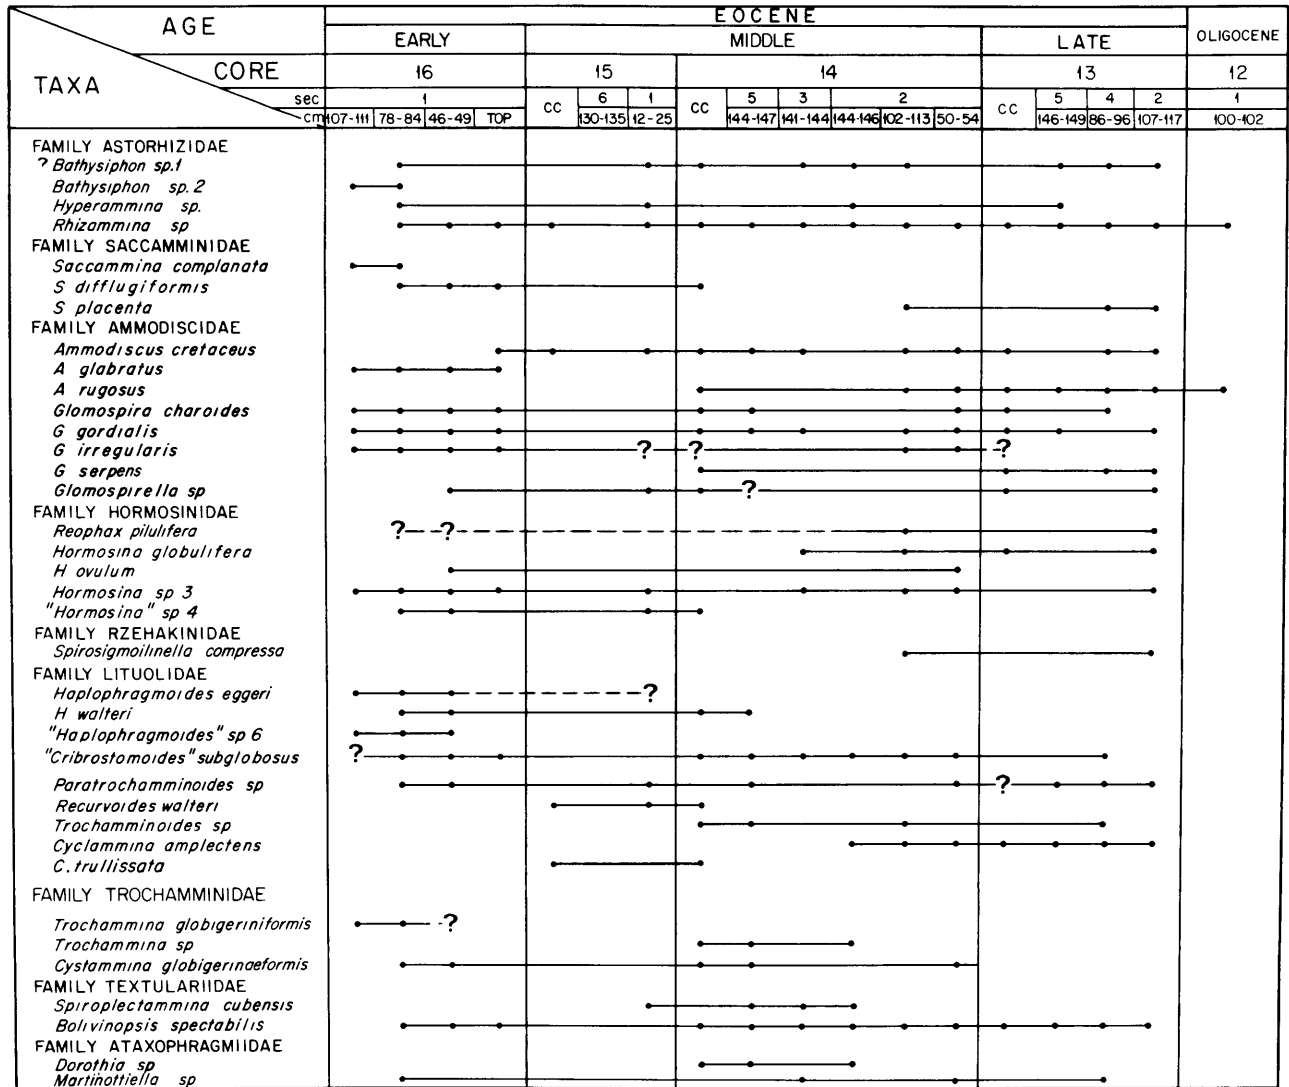 AGE EOCENE OLIGOCENE
EARLY MIDDLE LATE
TAXA CORE 16 15 14 13 12
sec 1 CC 6 1 CC 5 3 2 CC 5 4 2 1
cm 107-111 78-84 46-49 TOP 130-135 12-25 144-147 141-144 144-146 102-113 50-54 146-149 86-96 107-117 100-102
FAMILY ASTORHIZIDAE
? Bathysiphon sp.1
Bathysiphon sp. 2
Hyperammina sp.
Rhizammina sp
FAMILY SACCAMMINIDAE
Saccammina complanata
S difflugiformis
S placenta
FAMILY AMMODISCIDAE
Ammodiscus cretaceus
A glabratus
A rugosus
Glomospira charoides
G gordialis
G irregularis ? ? ?
G serpens
Glomospirella sp ?
FAMILY HORMOSINIDAE
Reophax pilulifera ? ?
Hormosina globulifera
H ovulum
Hormosina sp 3
"Hormosina" sp 4
FAMILY RZEHAKINIDAE
Spirosigmoilinella compressa
FAMILY LITUOLIDAE
Haplophragmoides eggeri ?
H walteri
"Haplophragmoides" sp 6
"Cribrostomoides" subglobosus ?
Paratrochamminoides sp ?
Recurvoides walteri
Trochamminoides sp
Cyclammina amplectens
C. trullissata
FAMILY TROCHAMMINIDAE
Trochammina globigeriniformis ?
Trochammina sp
Cystammina globigerinaeformis
FAMILY TEXTULARIIDAE
Spiroplectammina cubensis
Bolivinopsis spectabilis
FAMILY ATAXOPHRAGMIIDAE
Dorothia sp
Martinottiella sp